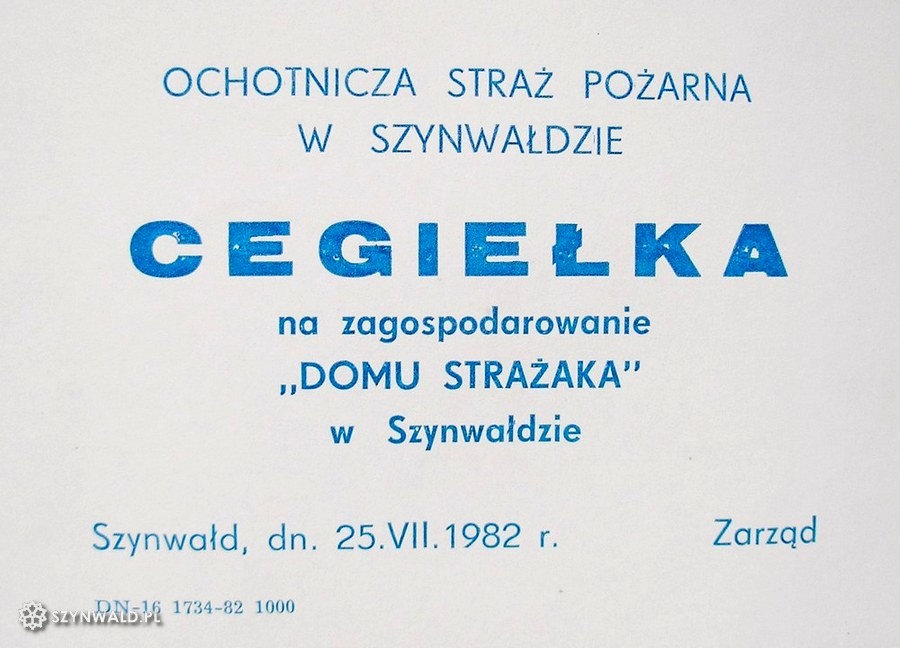 OCHOTNICZA STRAŻ POŻARNA
W SZYNWAŁDZIE
CEGIEŁKA
na zagospodarowanie
„DOMU STRAŻAKA”
w Szynwałdzie
Szynwałd, dn. 25.VII.1982 r. Zarząd
DN-16 1734-82 1000
SZYNWALD.PL